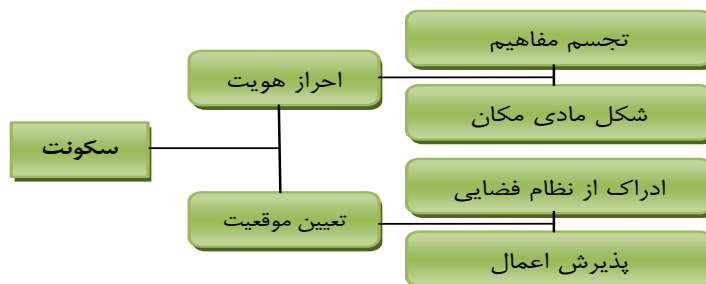 سکونت
احراز هویت
تجسم مفاهیم
شکل مادی مکان
تعیین موقعیت
ادراک از نظام فضایی
پذیرش اعمال